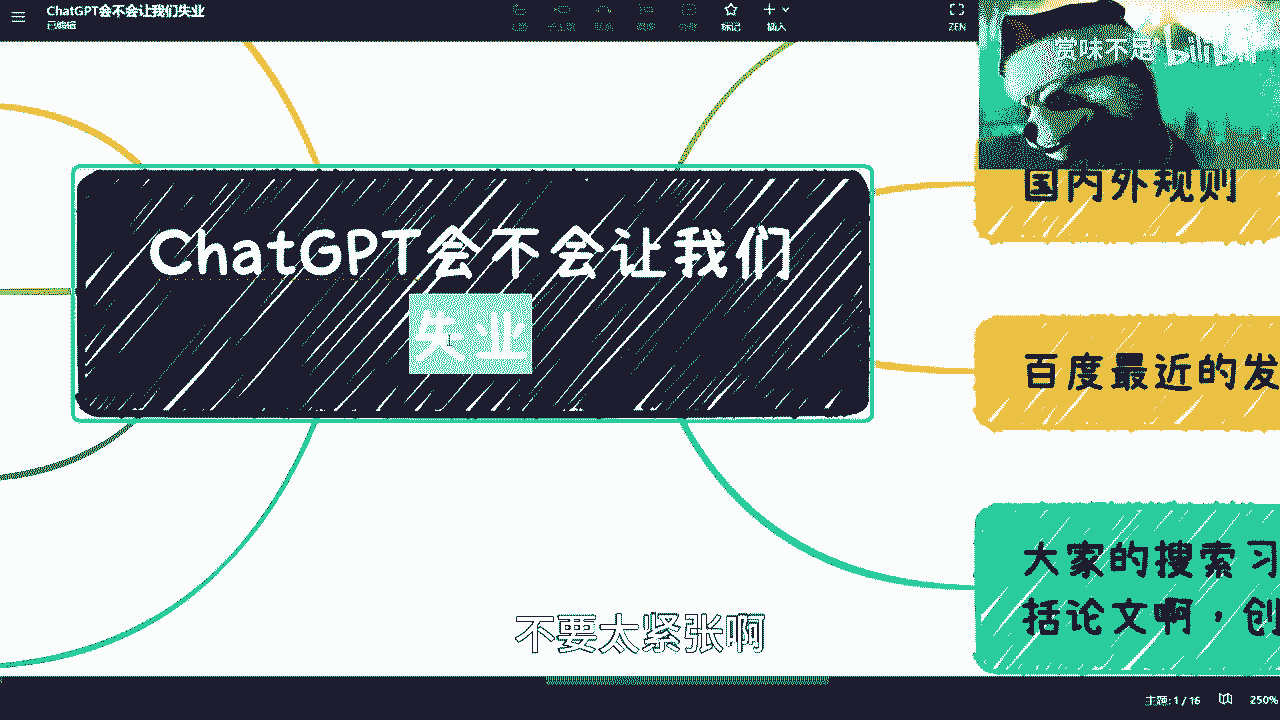 ChatGPT会不会让我们失业
已编辑
标记
插入
ZEN
赏味不足 bilibili
国内外规则
ChatGPT会不会让我们
失业
百度最近的发
大家的搜索习
括论文啊，创
不要太紧张啊
主题: 1 / 16
250%